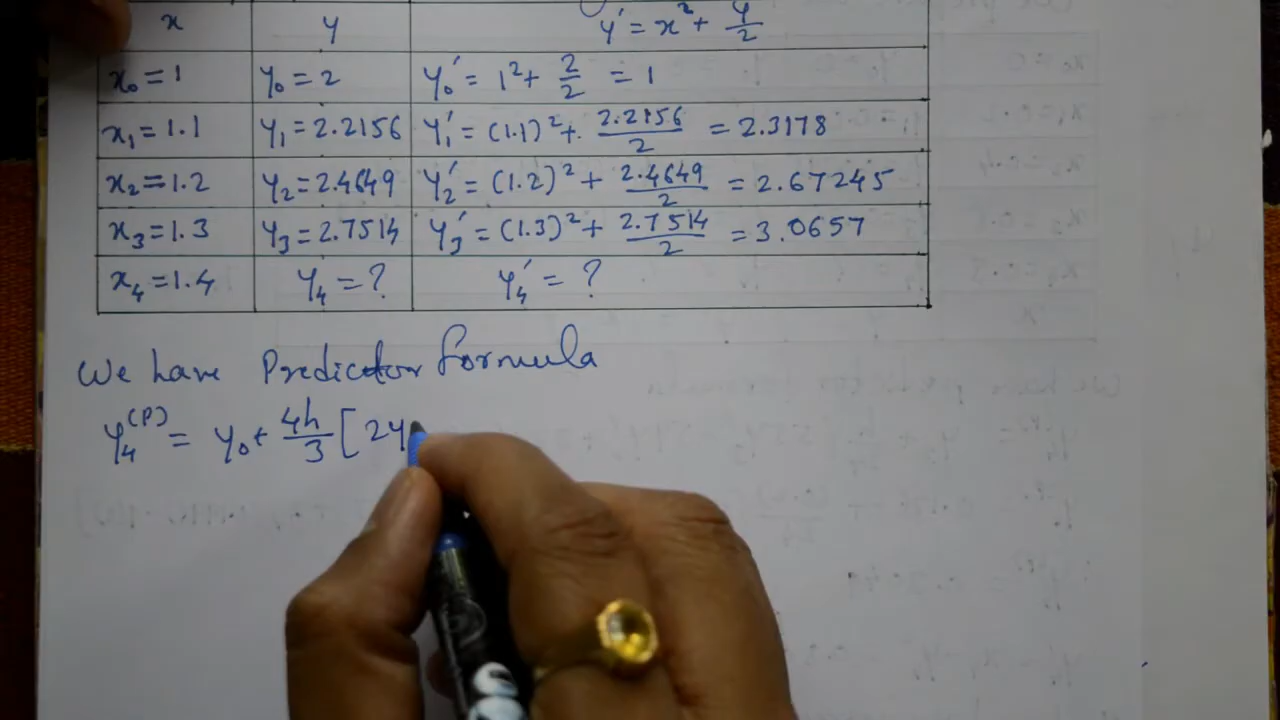 x y y' = x² + y/2
x₀ = 1 y₀ = 2 y₀' = 1² + 2/2 = 1
x₁ = 1.1 y₁ = 2.2156 y₁' = (1.1)² + 2.2156/2 = 2.3178
x₂ = 1.2 y₂ = 2.4649 y₂' = (1.2)² + 2.4649/2 = 2.67245
x₃ = 1.3 y₃ = 2.7514 y₃' = (1.3)² + 2.7514/2 = 3.0657
x₄ = 1.4 y₄ = ? y₄' = ?
We have Predicctor formula
y₄⁽ᴾ⁾ = y₀ + 4h/3 [ 2y